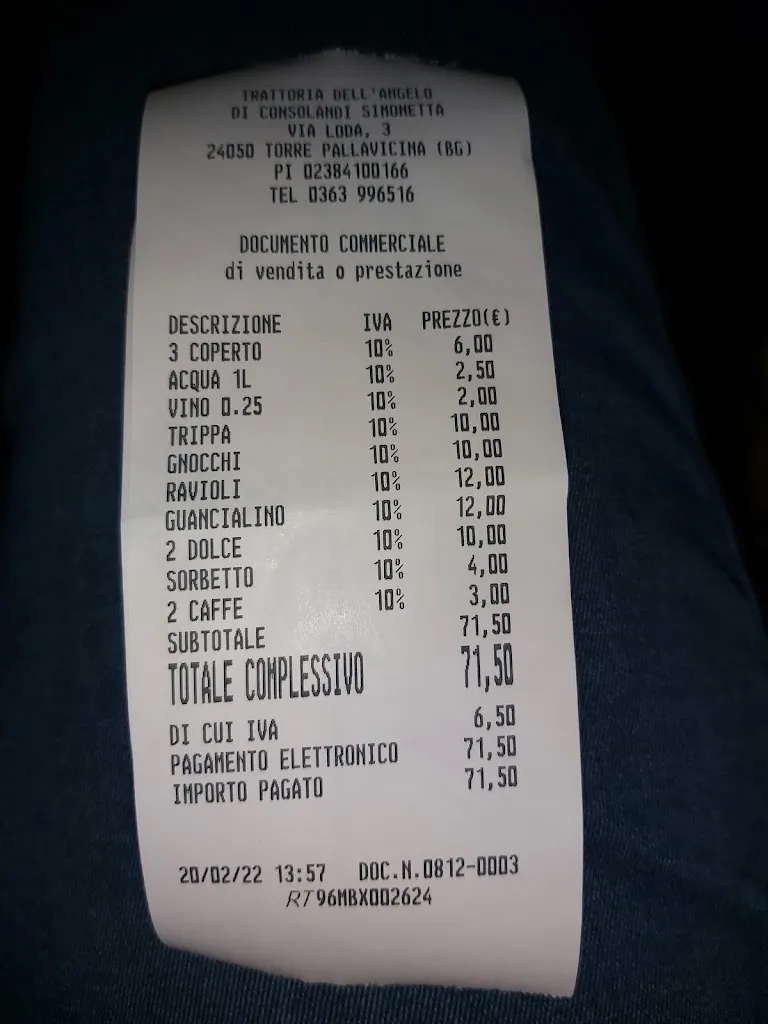 TRATTORIA DELL'ANGELO
DI CONSOLANDI SIMONETTA
VIA LODA, 3
24050 TORRE PALLAVICINA (BG)
PI 02384100166
TEL 0363 996516
DOCUMENTO COMMERCIALE
di vendita o prestazione
DESCRIZIONE IVA PREZZO(€)
3 COPERTO 10% 6,00
ACQUA 1L 10% 2,50
VINO 0.25 10% 2,00
TRIPPA 10% 10,00
GNOCCHI 10% 10,00
RAVIOLI 10% 12,00
GUANCIALINO 10% 12,00
2 DOLCE 10% 10,00
SORBETTO 10% 4,00
2 CAFFE 10% 3,00
SUBTOTALE 71,50
TOTALE COMPLESSIVO 71,50
DI CUI IVA 6,50
PAGAMENTO ELETTRONICO 71,50
IMPORTO PAGATO 71,50
20/02/22 13:57 DOC.N.0812-0003
RT 96MBX002624